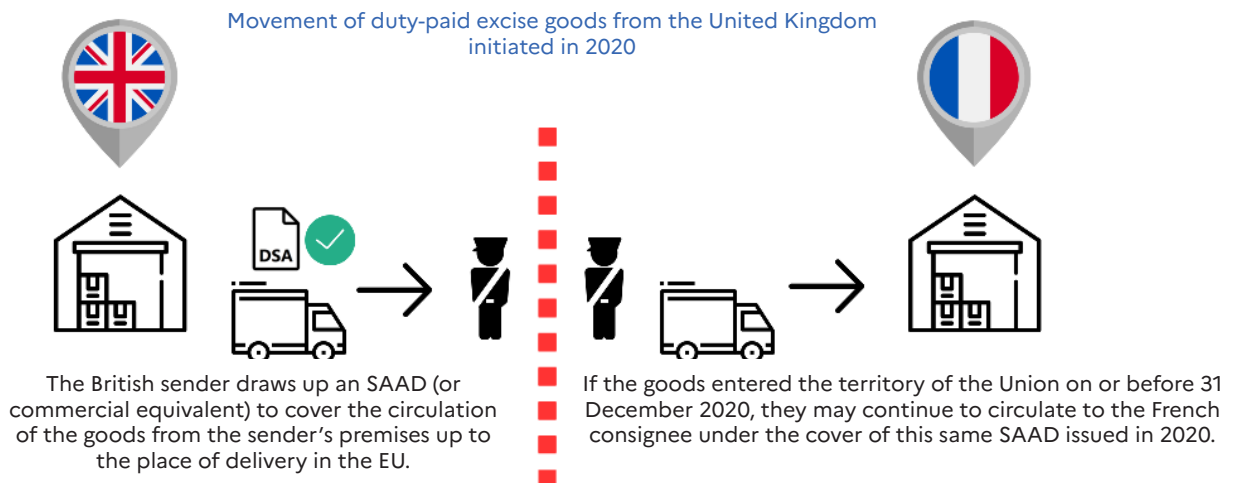 Movement of duty-paid excise goods from the United Kingdom
initiated in 2020
DSA
The British sender draws up an SAAD (or
commercial equivalent) to cover the circulation
of the goods from the sender's premises up to
the place of delivery in the EU.
If the goods entered the territory of the Union on or before 31
December 2020, they may continue to circulate to the French
consignee under the cover of this same SAAD issued in 2020.